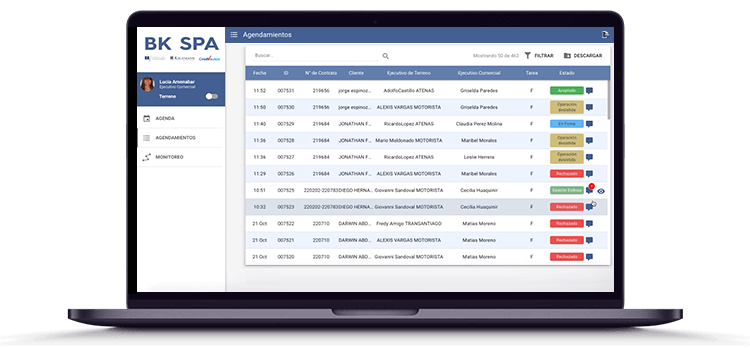 BK SPA
Lucía Amenabar
Ejecutivo Comercial
Terreno
AGENDA
AGENDAMIENTOS
MONITOREO
Agendamientos
Buscar...
Mostrando 50 de 462
FILTRAR
DESCARGAR
Fecha ID N° de Contrato Cliente Ejecutivo de Terreno Ejecutivo Comercial Tarea Estado
11:52 007531 219656 jorge espinoz... AdolfoCastillo ATENAS Griselda Paredes F Aceptado
11:50 007530 219656 jorge espinoz... ALEXIS VARGAS MOTORISTA Griselda Paredes F Operación desistida
11:40 007529 219684 JONATHAN F... RicardoLopez ATENAS Claudia Perez Molina F En Firma
11:36 007528 219684 JONATHAN F... Mario Maldonado MOTORISTA Maribel Morales F Operación desistida
11:36 007527 219684 JONATHAN F... RicardoLopez ATENAS Leslie Herrera F Operación desistida
11:29 007526 219684 JONATHAN F... ALEXIS VARGAS MOTORISTA Maribel Morales F Rechazado
10:51 007525 220202-220783 DIEGO HERNA... Giovanni Sandoval MOTORISTA Cecilia Huaquinir F Gestión Exitosa
10:32 007523 220202-220783 DIEGO HERNA... Giovanni Sandoval MOTORISTA Cecilia Huaquinir F Rechazado
21 Oct 007522 220710 DARWIN ABD... Fredy Amigo TRANSANTIAGO Matias Moreno F Rechazado
21 Oct 007521 220710 DARWIN ABD... ALEXIS VARGAS MOTORISTA Matias Moreno F Rechazado
21 Oct 007520 220710 DARWIN ABD... Giovanni Sandoval MOTORISTA Matias Moreno F Rechazado